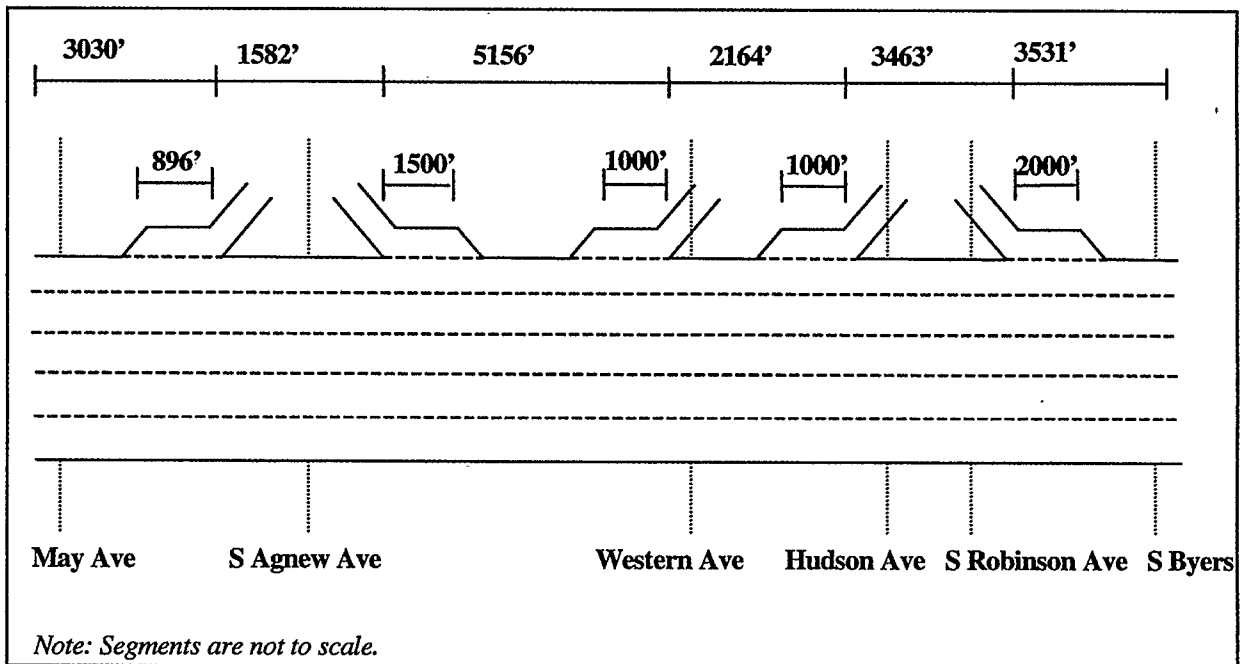 3030’ 1582’ 5156’ 2164’ 3463’ 3531’
896’ 1500’ 1000’ 1000’ 2000’
May Ave S Agnew Ave Western Ave Hudson Ave S Robinson Ave S Byers
Note: Segments are not to scale.